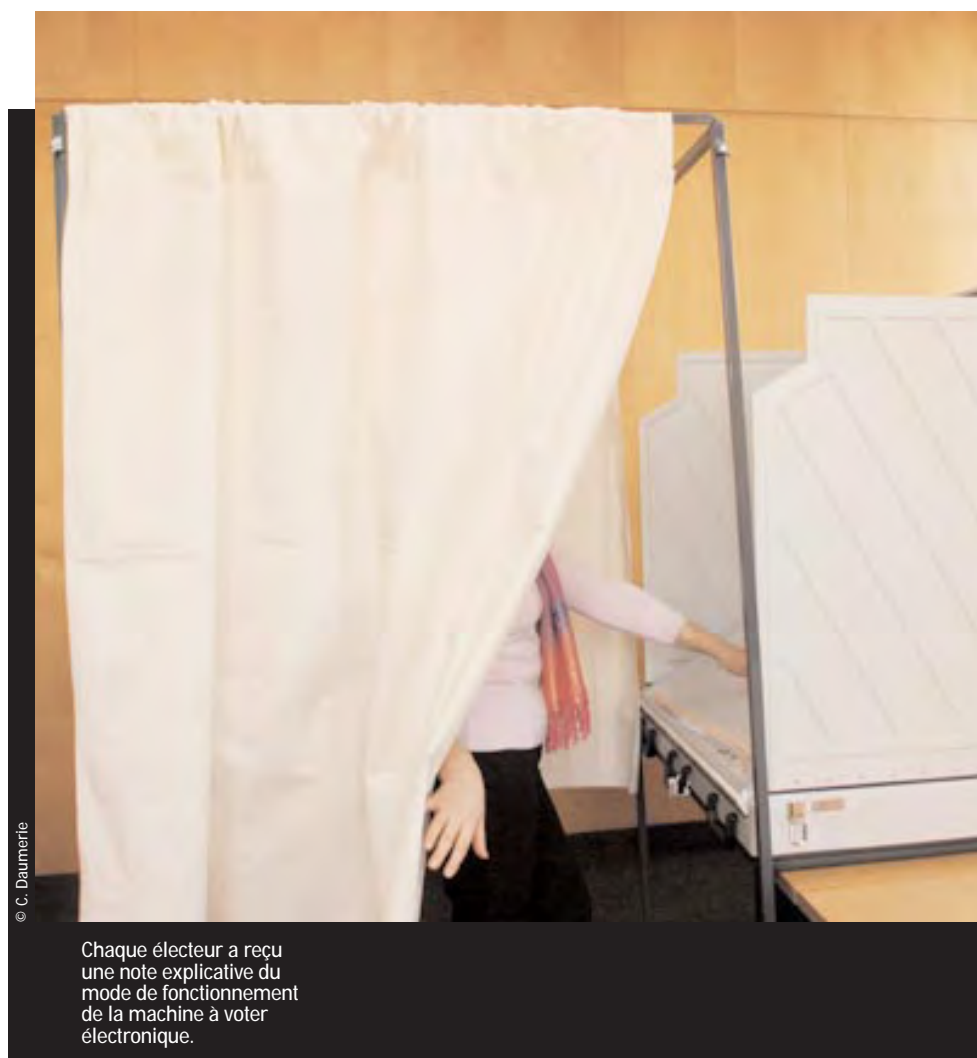 © C. Daumerie
Chaque électeur a reçu
une note explicative du
mode de fonctionnement
de la machine à voter
électronique.